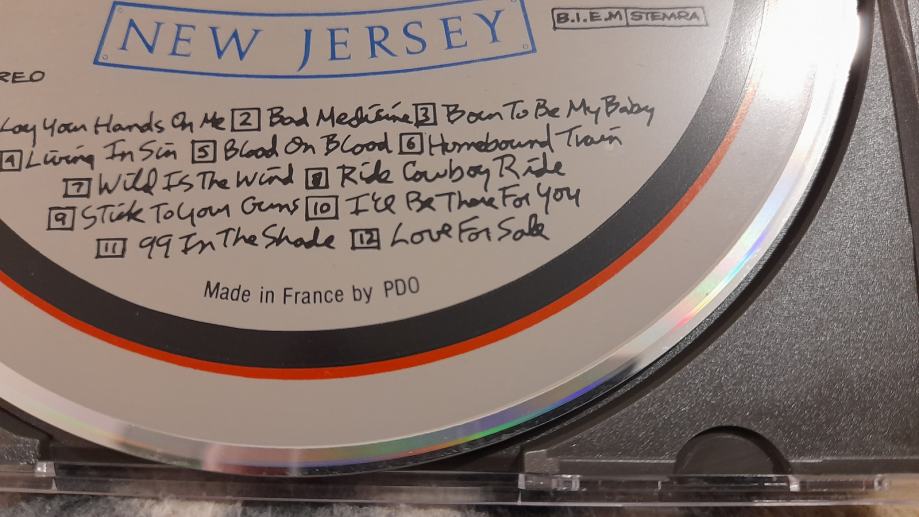 NEW JERSEY
B.I.E.M STEMRA
REO
Lay Your Hands On Me 2 Bad Medicine 3 Born To Be My Baby
4 Living In Sin 5 Blood On Blood 6 Homebound Train
7 Wild Is The Wind 8 Ride Cowboy Ride
9 Stick To Your Guns 10 I'll Be There For You
11 99 In The Shade 12 Love For Sale
Made in France by PDO